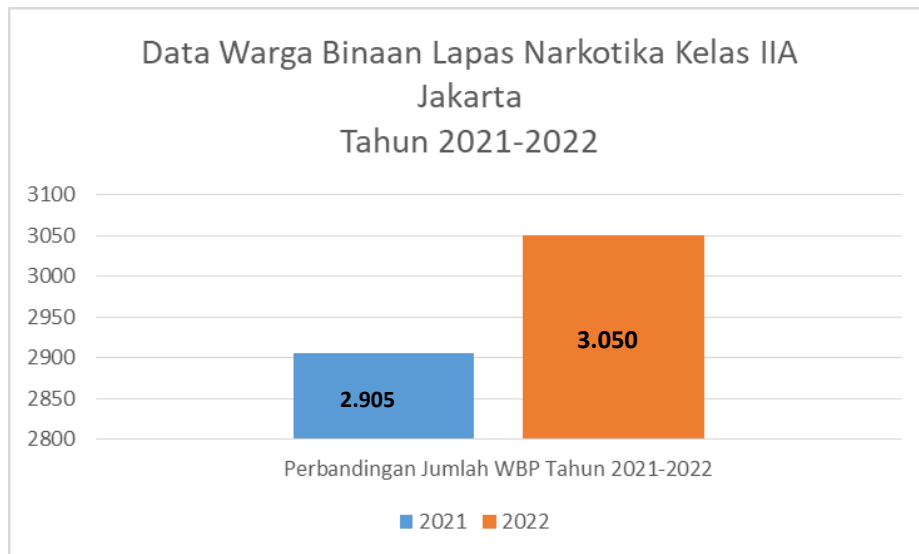 Data Warga Binaan Lapas Narkotika Kelas IIA
Jakarta
Tahun 2021-2022
3100
3050
3000
2950
2900
2850
2800
2.905
3.050
Perbandingan Jumlah WBP Tahun 2021-2022
2021
2022